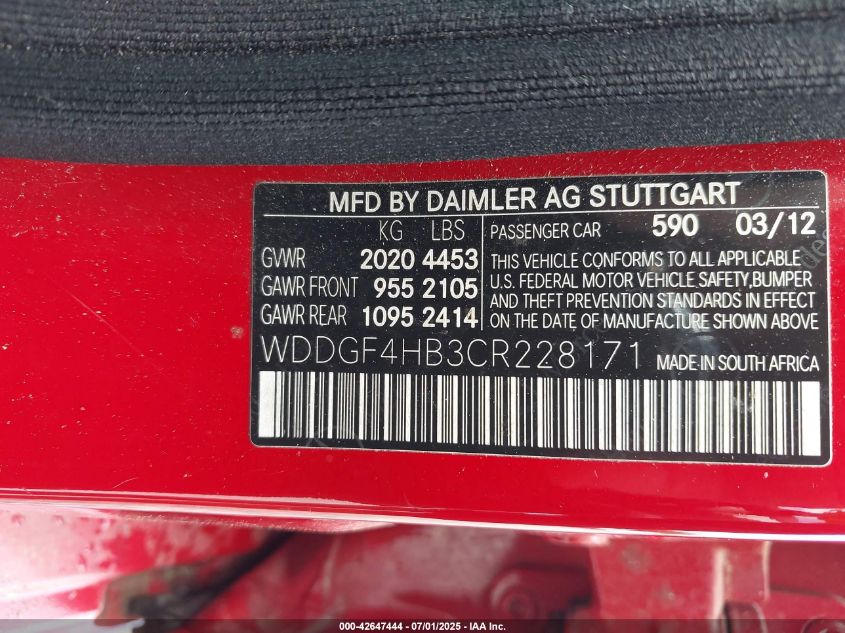 MFD BY DAIMLER AG STUTTGART
KG LBS
GVWR 2020 4453
GAWR FRONT 955 2105
GAWR REAR 1095 2414
PASSENGER CAR 590 03/12
THIS VEHICLE CONFORMS TO ALL APPLICABLE
U.S. FEDERAL MOTOR VEHICLE SAFETY,BUMPER
AND THEFT PREVENTION STANDARDS IN EFFECT
ON THE DATE OF MANUFACTURE SHOWN ABOVE
WDDGF4HB3CR228171 MADE IN SOUTH AFRICA
000-42647444 / 07/01/2025 - IAA Inc.